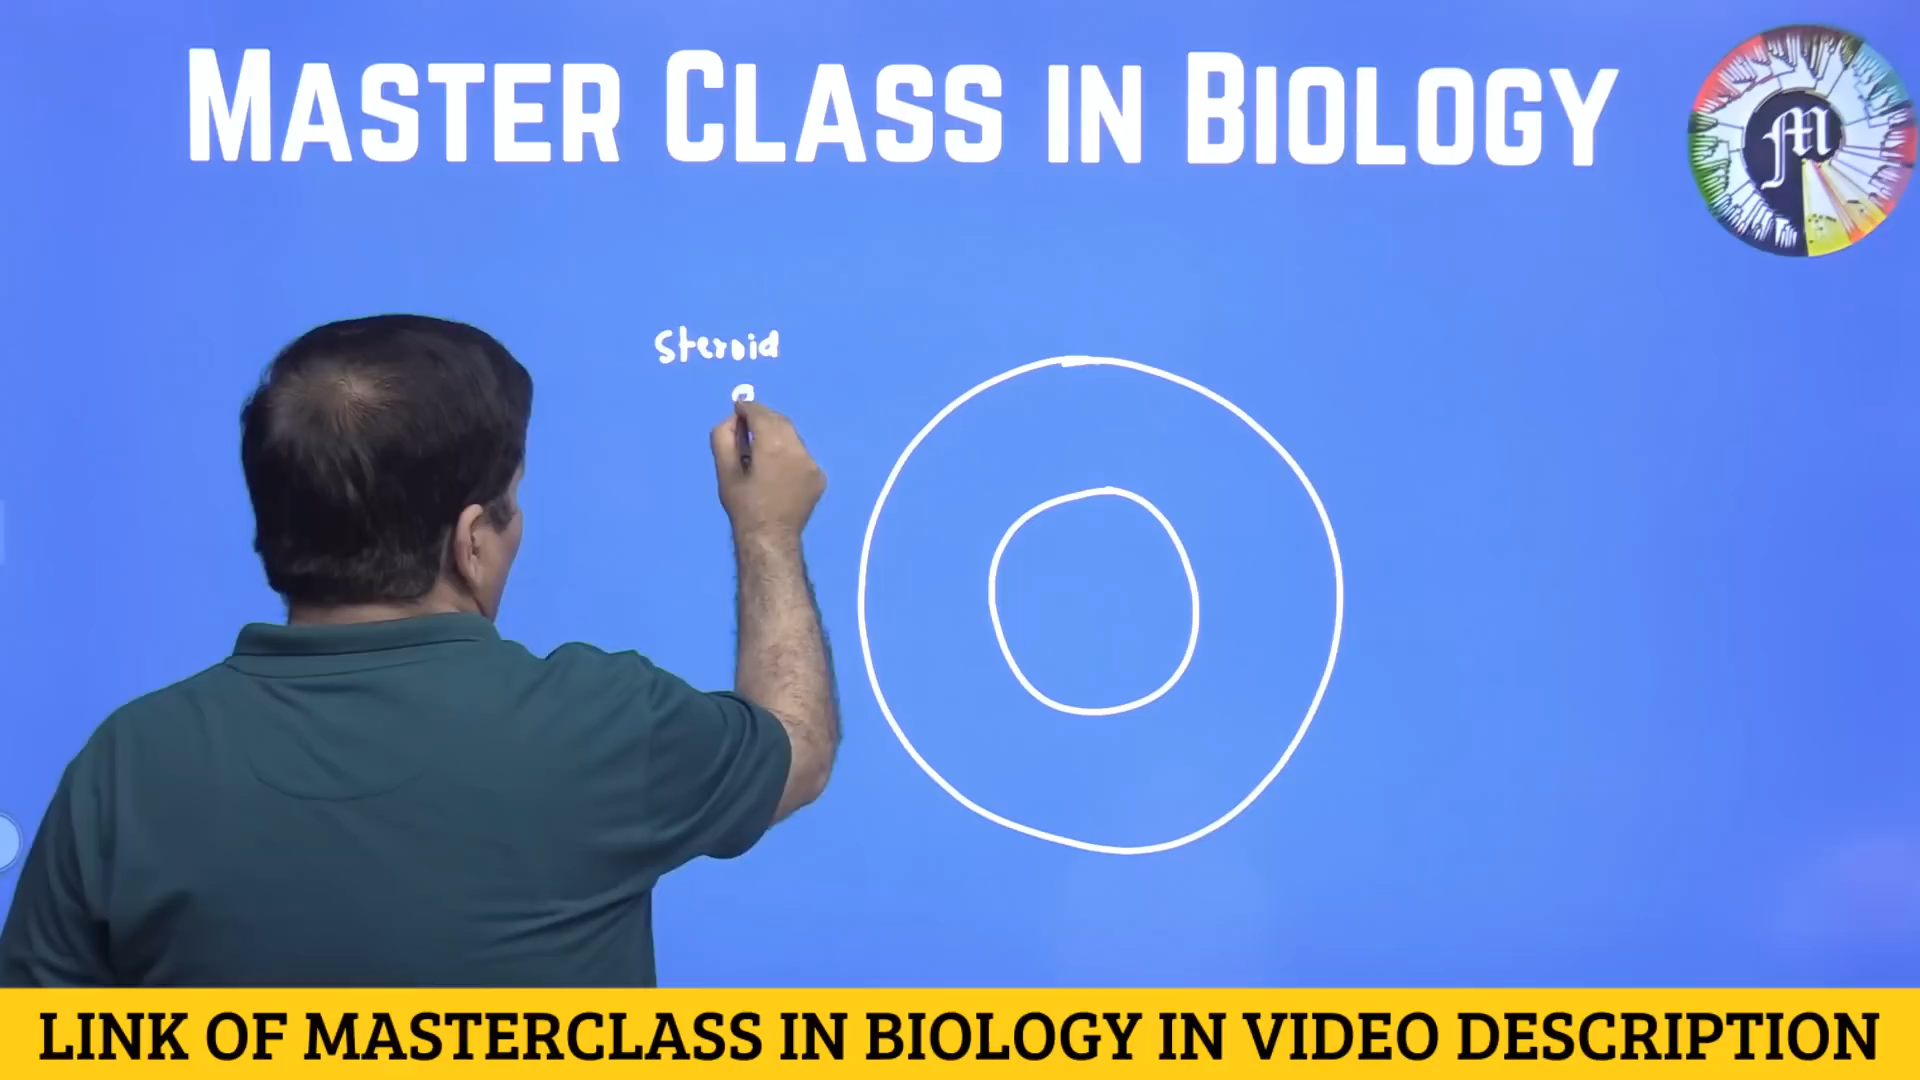 MASTER CLASS IN BIOLOGY
M
Steroid
LINK OF MASTERCLASS IN BIOLOGY IN VIDEO DESCRIPTION